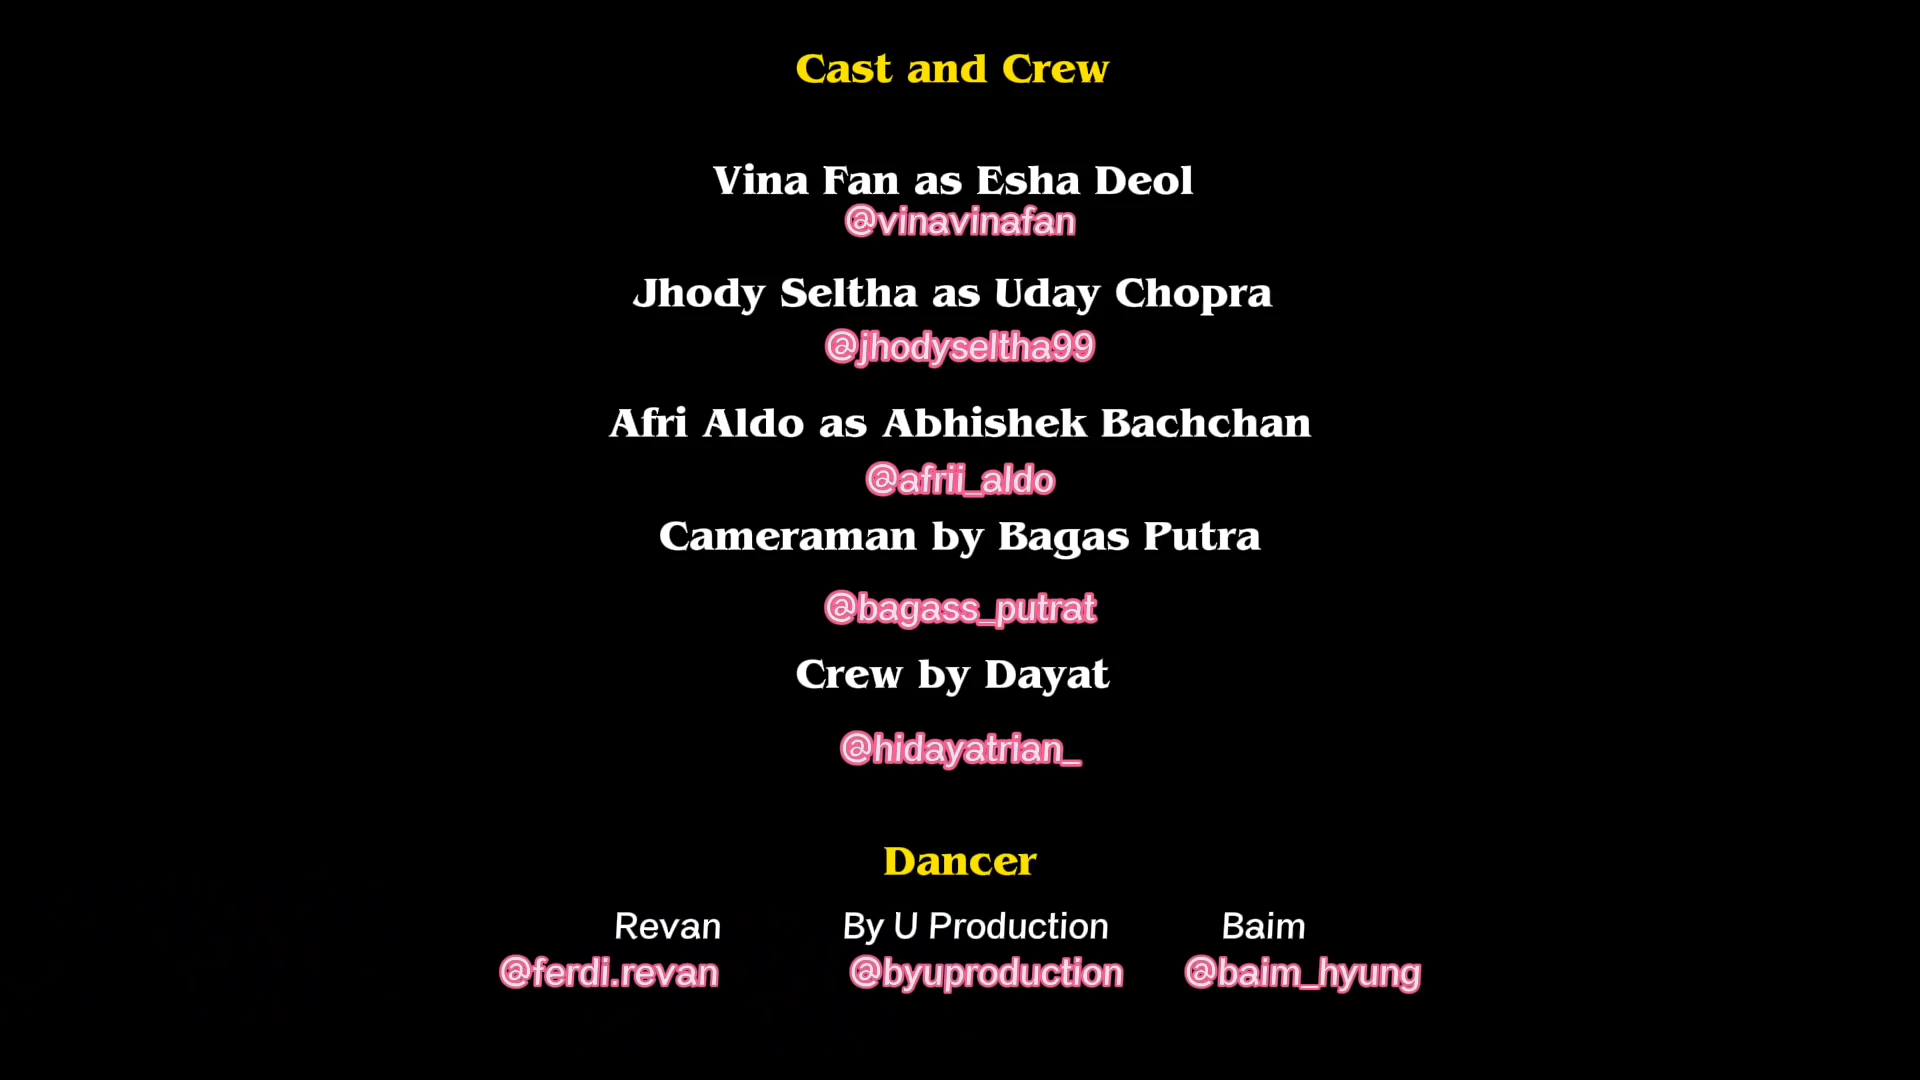 Cast and Crew
Vina Fan as Esha Deol
@vinavinafan
Jhody Seltha as Uday Chopra
@jhodyseltha99
Afri Aldo as Abhishek Bachchan
@afrii_aldo
Cameraman by Bagas Putra
@bagass_putrat
Crew by Dayat
@hidayatrian_
Dancer
Revan By U Production Baim
@ferdi.revan @byuproduction @baim_hyung